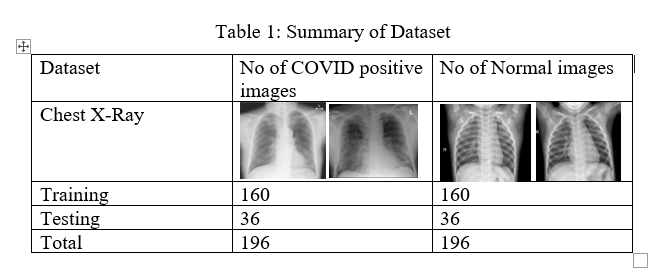 Table 1: Summary of Dataset
Dataset No of COVID positive images No of Normal images
Chest X-Ray
Training 160 160
Testing 36 36
Total 196 196